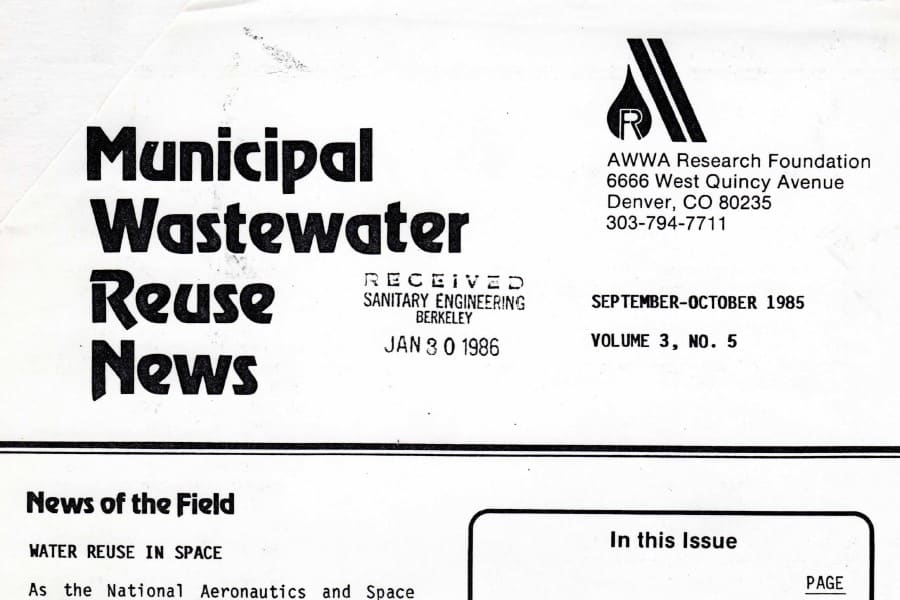 Municipal
Wastewater
Reuse
News
FR
AWWA Research Foundation
6666 West Quincy Avenue
Denver, CO 80235
303-794-7711
RECEIVED
SANITARY ENGINEERING
BERKELEY
JAN 30 1986
SEPTEMBER-OCTOBER 1985
VOLUME 3, NO. 5
News of the Field
WATER REUSE IN SPACE
As the National Aeronautics and Space
In this Issue
PAGE